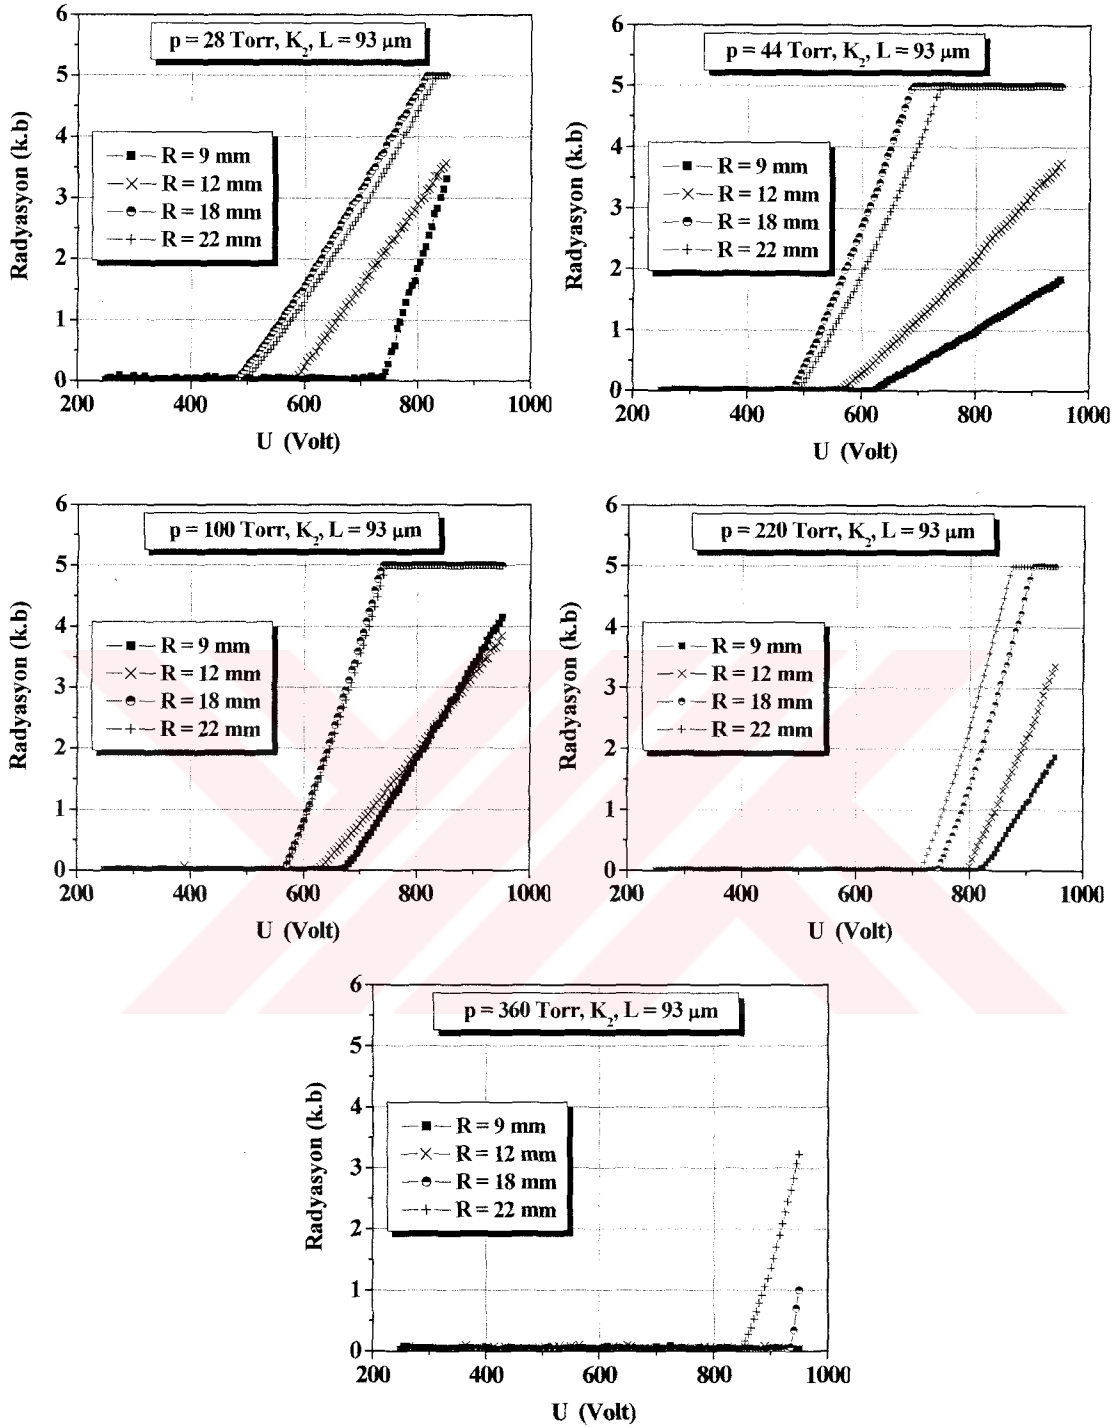 p = 28 Torr, K₂, L = 93 µm
Radyasyon (k.b)
6
5
4
3
2
1
0
R = 9 mm
R = 12 mm
R = 18 mm
R = 22 mm
200 400 600 800 1000
U (Volt)
p = 44 Torr, K₂, L = 93 µm
Radyasyon (k.b)
6
5
4
3
2
1
0
R = 9 mm
R = 12 mm
R = 18 mm
R = 22 mm
200 400 600 800 1000
U (Volt)
p = 100 Torr, K₂, L = 93 µm
Radyasyon (k.b)
6
5
4
3
2
1
0
R = 9 mm
R = 12 mm
R = 18 mm
R = 22 mm
200 400 600 800 1000
U (Volt)
p = 220 Torr, K₂, L = 93 µm
Radyasyon (k.b)
6
5
4
3
2
1
0
R = 9 mm
R = 12 mm
R = 18 mm
R = 22 mm
200 400 600 800 1000
U (Volt)
p = 360 Torr, K₂, L = 93 µm
Radyasyon (k.b)
6
5
4
3
2
1
0
R = 9 mm
R = 12 mm
R = 18 mm
R = 22 mm
200 400 600 800 1000
U (Volt)